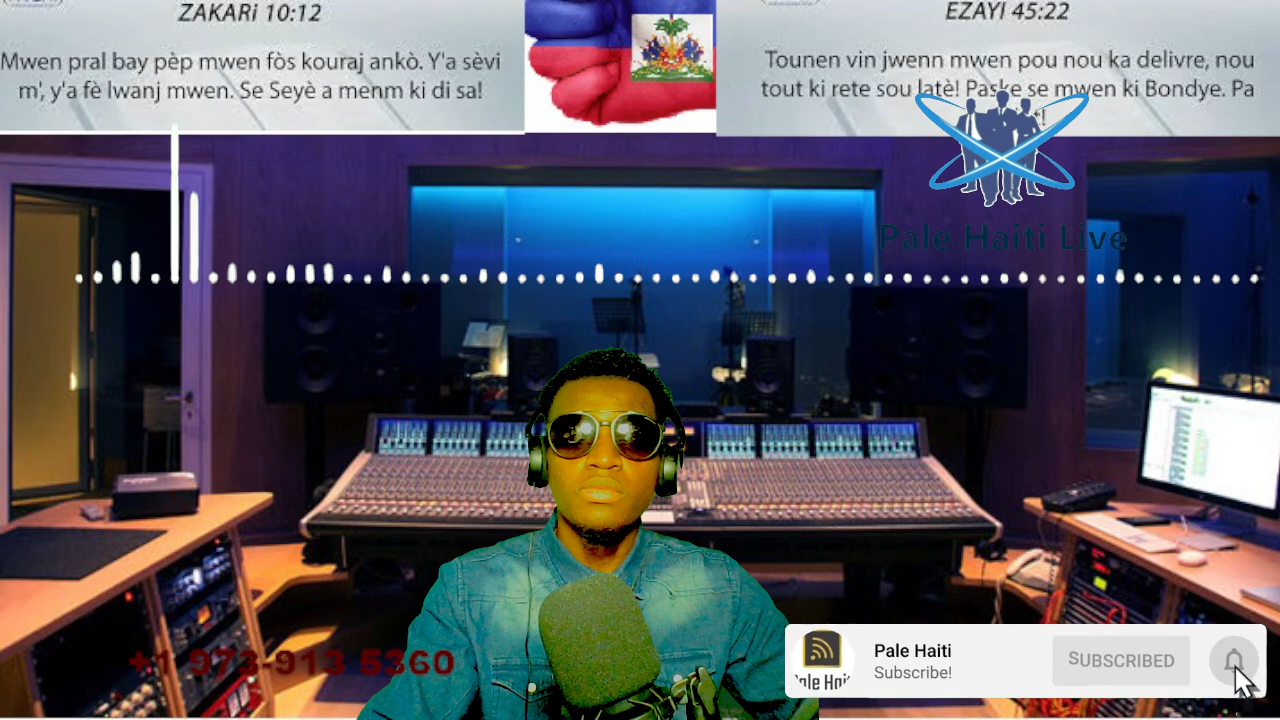 ZAKARi 10:12
Mwen pral bay pèp mwen fòs kouraj ankò. Y'a sèvi
m', y'a fè lwanj mwen. Se Seyè a menm ki di sa!
EZAYI 45:22
Tounen vin jwenn mwen pou nou ka delivre, nou
tout ki rete sou latè! Paske se mwen ki Bondye. Pa
Pale Haiti Live
+1 973-913 5360
Pale Haiti
Subscribe!
SUBSCRIBED